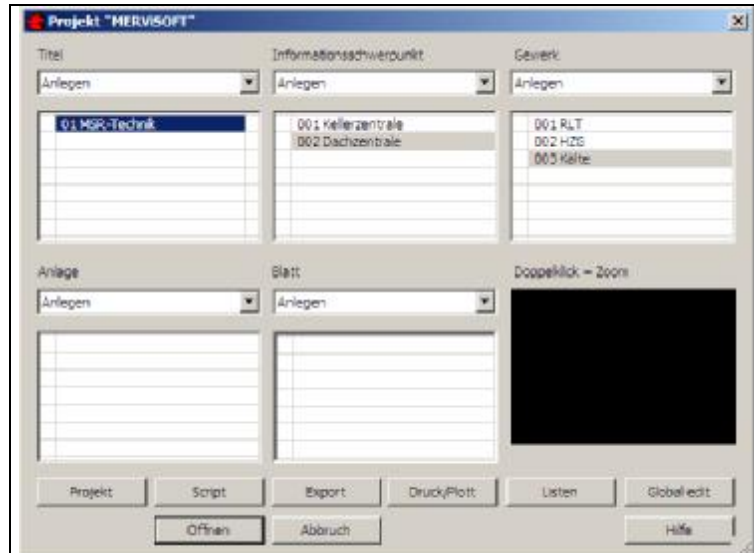 Projekt "MERViSOFT"
Titel
Informationsschwerpunkt
Gewerk
Anlegen
Anlegen
Anlegen
01 MSR-Technik
001 Kellerzentrale
002 Dachzentrale
001 RLT
002 HZG
003 Kälte
Anlage
Blatt
Doppelklick = Zoom
Anlegen
Anlegen
Projekt
Script
Export
Druck/Plott
Listen
Global edit
Öffnen
Abbruch
Hilfe